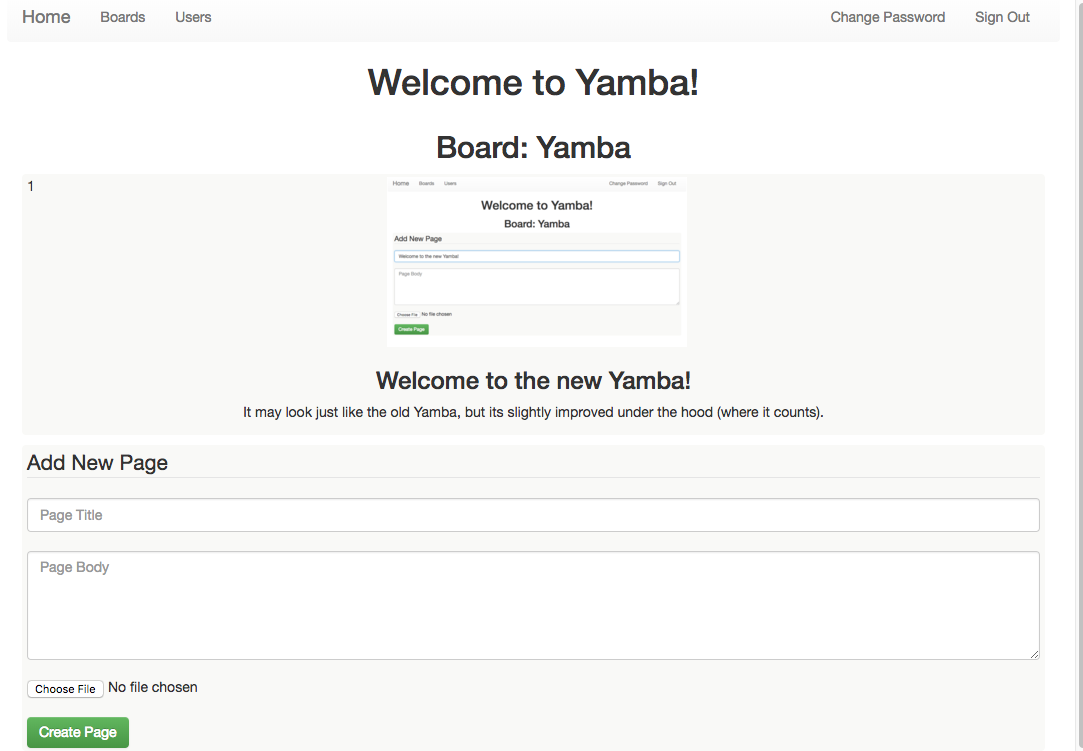 Home Boards Users Change Password Sign Out
Welcome to Yamba!
Board: Yamba
1
Home Boards Users Change Password Sign Out
Welcome to Yamba!
Board: Yamba
Add New Page
Welcome to the new Yamba!
Page Body
Choose File No file chosen
Create Page
Welcome to the new Yamba!
It may look just like the old Yamba, but its slightly improved under the hood (where it counts).
Add New Page
Page Title
Page Body
Choose File No file chosen
Create Page